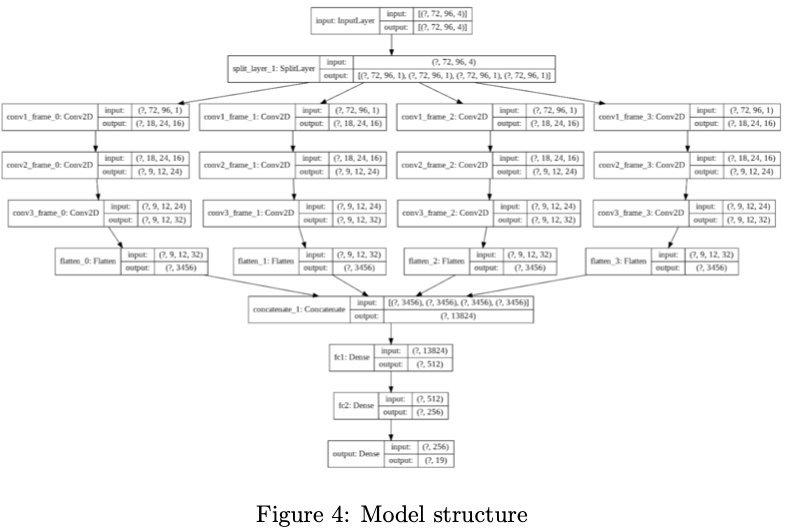 input: InputLayer input: [(?, 72, 96, 4)]
output: [(?, 72, 96, 4)]
split_layer_1: SplitLayer input: (?, 72, 96, 4)
output: [(?, 72, 96, 1), (?, 72, 96, 1), (?, 72, 96, 1), (?, 72, 96, 1)]
conv1_frame_0: Conv2D input: (?, 72, 96, 1)
output: (?, 18, 24, 16)
conv1_frame_1: Conv2D input: (?, 72, 96, 1)
output: (?, 18, 24, 16)
conv1_frame_2: Conv2D input: (?, 72, 96, 1)
output: (?, 18, 24, 16)
conv1_frame_3: Conv2D input: (?, 72, 96, 1)
output: (?, 18, 24, 16)
conv2_frame_0: Conv2D input: (?, 18, 24, 16)
output: (?, 9, 12, 24)
conv2_frame_1: Conv2D input: (?, 18, 24, 16)
output: (?, 9, 12, 24)
conv2_frame_2: Conv2D input: (?, 18, 24, 16)
output: (?, 9, 12, 24)
conv2_frame_3: Conv2D input: (?, 18, 24, 16)
output: (?, 9, 12, 24)
conv3_frame_0: Conv2D input: (?, 9, 12, 24)
output: (?, 9, 12, 32)
conv3_frame_1: Conv2D input: (?, 9, 12, 24)
output: (?, 9, 12, 32)
conv3_frame_2: Conv2D input: (?, 9, 12, 24)
output: (?, 9, 12, 32)
conv3_frame_3: Conv2D input: (?, 9, 12, 24)
output: (?, 9, 12, 32)
flatten_0: Flatten input: (?, 9, 12, 32)
output: (?, 3456)
flatten_1: Flatten input: (?, 9, 12, 32)
output: (?, 3456)
flatten_2: Flatten input: (?, 9, 12, 32)
output: (?, 3456)
flatten_3: Flatten input: (?, 9, 12, 32)
output: (?, 3456)
concatenate_1: Concatenate input: [(?, 3456), (?, 3456), (?, 3456), (?, 3456)]
output: (?, 13824)
fc1: Dense input: (?, 13824)
output: (?, 512)
fc2: Dense input: (?, 512)
output: (?, 256)
output: Dense input: (?, 256)
output: (?, 19)
Figure 4: Model structure